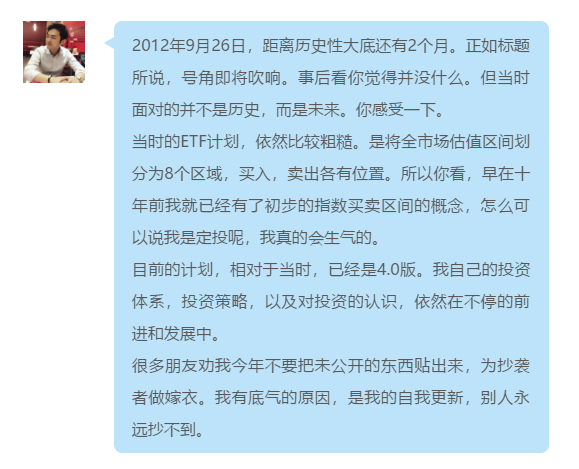 2012年9月26日，距离历史性大底还有2个月。正如标题
所说，号角即将吹响。事后看你觉得并没什么。但当时
面对的并不是历史，而是未来。你感受一下。
当时的ETF计划，依然比较粗糙。是将全市场估值区间划
分为8个区域，买入，卖出各有位置。所以你看，早在十
年前我就已经有了初步的指数买卖区间的概念，怎么可
以说我是定投呢，我真的会生气的。
目前的计划，相对于当时，已经是4.0版。我自己的投资
体系，投资策略，以及对投资的认识，依然在不停的前
进和发展中。
很多朋友劝我今年不要把未公开的东西贴出来，为抄袭
者做嫁衣。我有底气的原因，是我的自我更新，别人永
远抄不到。